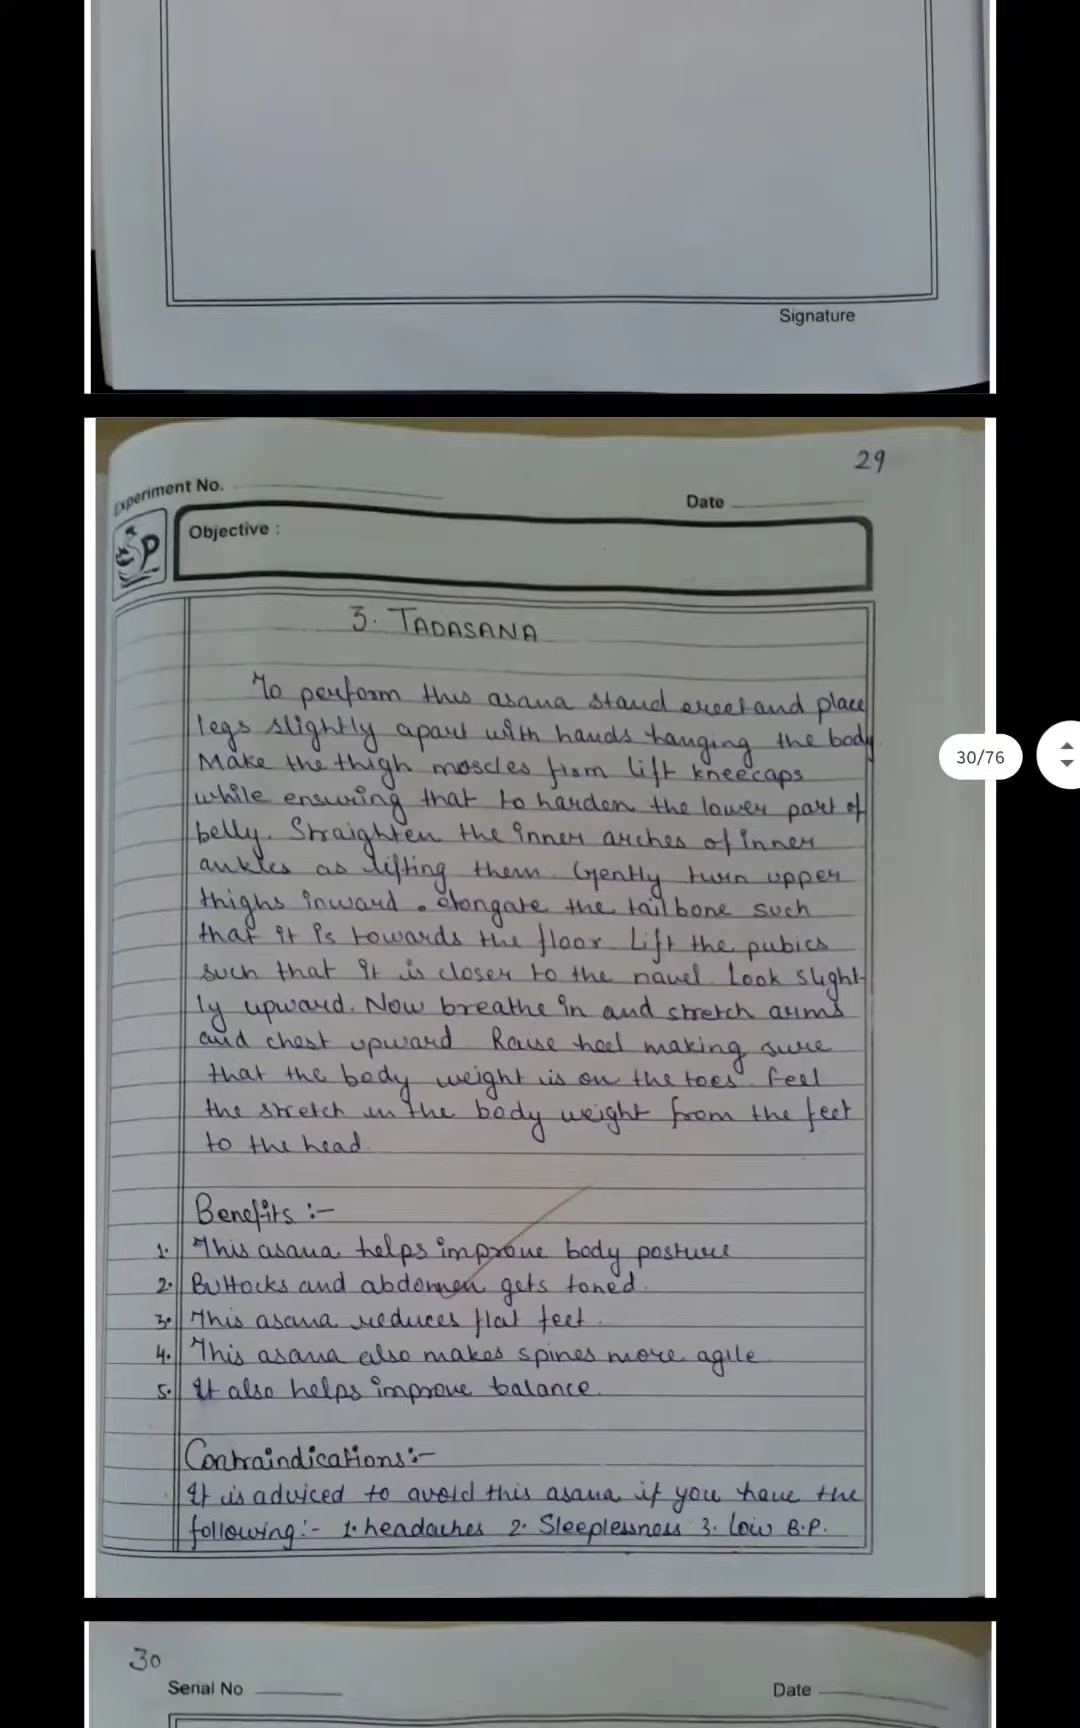 Signature
29
Experiment No.
Date
Objective :
3. TADASANA
To perform this asana stand erect and place
legs slightly apart with hands hanging the body.
Make the thigh moscles firm lift kneecaps
while ensuring that to harden the lower part of
belly. Straighten the inner arches of inner
ankles as lifting them Gently turn upper
thighs inward . elongate the tailbone such
that it is towards the floor Lift the pubics
such that it is closer to the navel. Look slight-
ly upward. Now breathe in and stretch arms
and chest upward Raise heel making sure
that the body weight is on the toes. feel
the stretch in the body weight from the feet
to the head.
Benefits :-
1. This asana helps improve body posture
2. Buttocks and abdomen gets toned.
3. This asana reduces flat feet.
4. This asana also makes spines more agile
5. It also helps improve balance.
Contraindications:-
It is adviced to avoid this asana if you have the
following:- 1. headaches 2. Sleeplessness 3. Low B.P.
30/76
30
Serial No
Date